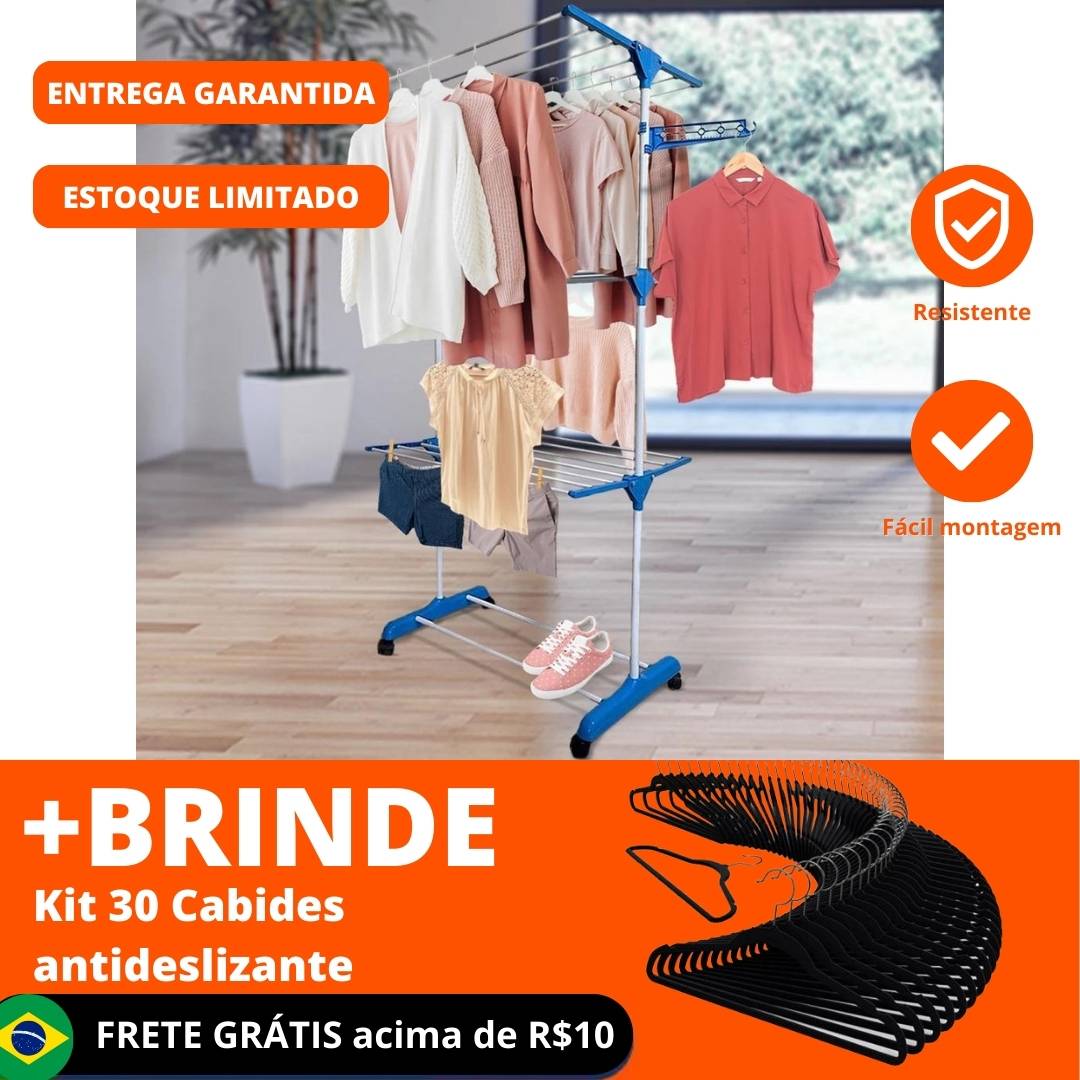 ENTREGA GARANTIDA
ESTOQUE LIMITADO
Resistente
Fácil montagem
+BRINDE
Kit 30 Cabides
antideslizante
FRETE GRÁTIS acima de R$10